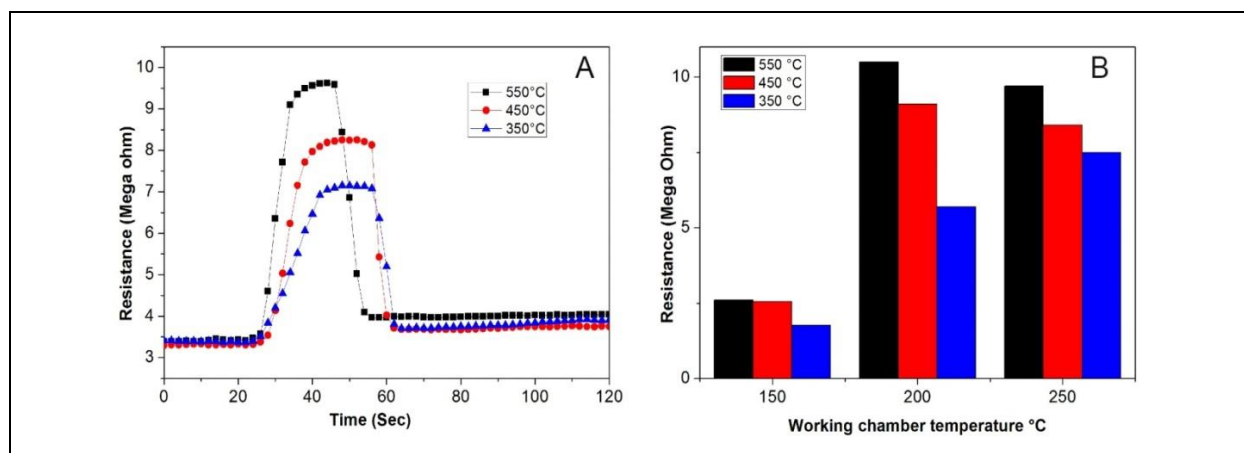 A
550°C
450°C
350°C
10
9
8
7
6
5
4
3
Resistance (Mega ohm)
0 20 40 60 80 100 120
Time (Sec)
B
550 °C
450 °C
350 °C
10
5
0
Resistance (Mega Ohm)
150 200 250
Working chamber temperature °C